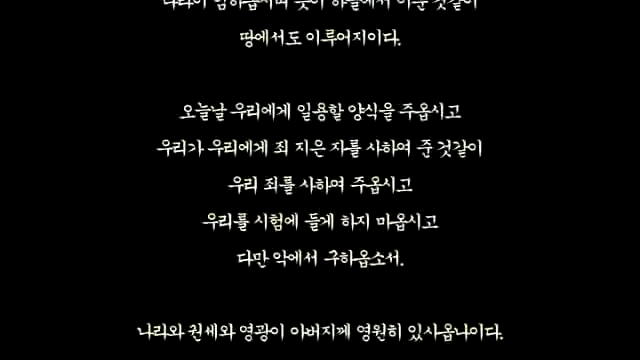 나라이 임하옵시며 뜻이 하늘에서 이룬 것같이
땅에서도 이루어지이다.
오늘날 우리에게 일용할 양식을 주옵시고
우리가 우리에게 죄 지은 자를 사하여 준 것같이
우리 죄를 사하여 주옵시고
우리를 시험에 들게 하지 마옵시고
다만 악에서 구하옵소서.
나라와 권세와 영광이 아버지께 영원히 있사옵나이다.